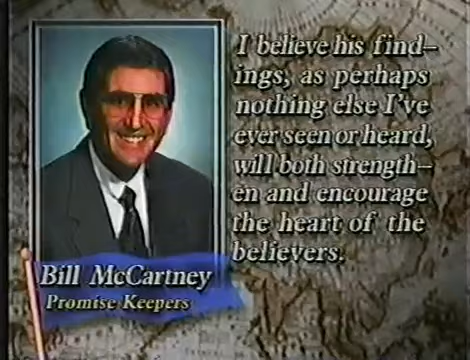 I believe his find-
ings, as perhaps
nothing else I've
ever seen or heard,
will both strength-
en and encourage
the heart of the
believers.
Bill McCartney
Promise Keepers